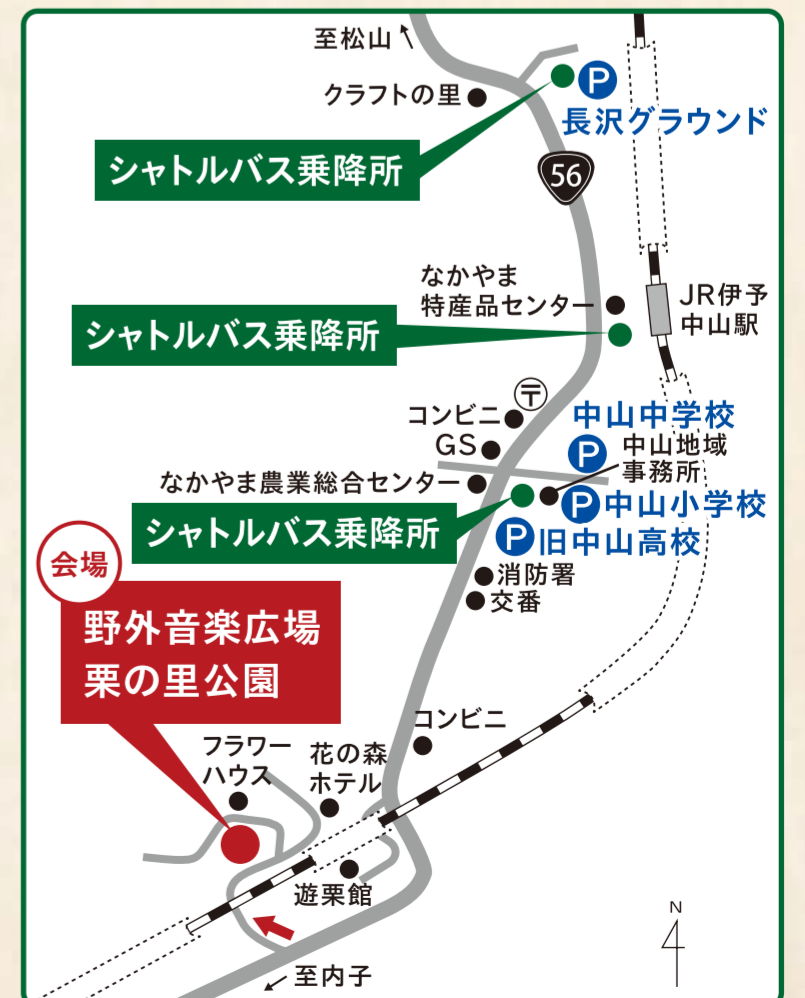 至松山
クラフトの里
P
長沢グラウンド
シャトルバス乗降所
56
なかやま
特産品センター
JR伊予
中山駅
シャトルバス乗降所
〒
コンビニ
GS
中山中学校
P
中山地域
事務所
なかやま農業総合センター
P中山小学校
シャトルバス乗降所
P旧中山高校
消防署
交番
会場
野外音楽広場
栗の里公園
コンビニ
フラワー
ハウス
花の森
ホテル
遊栗館
N
至内子